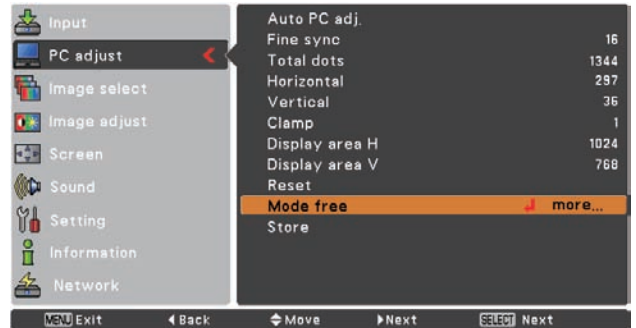 Input
PC adjust
Image select
Image adjust
Screen
Sound
Setting
Information
Network
Auto PC adj.
Fine sync 16
Total dots 1344
Horizontal 297
Vertical 36
Clamp 1
Display area H 1024
Display area V 768
Reset
Mode free more...
Store
MENU Exit Back Move Next SELECT Next